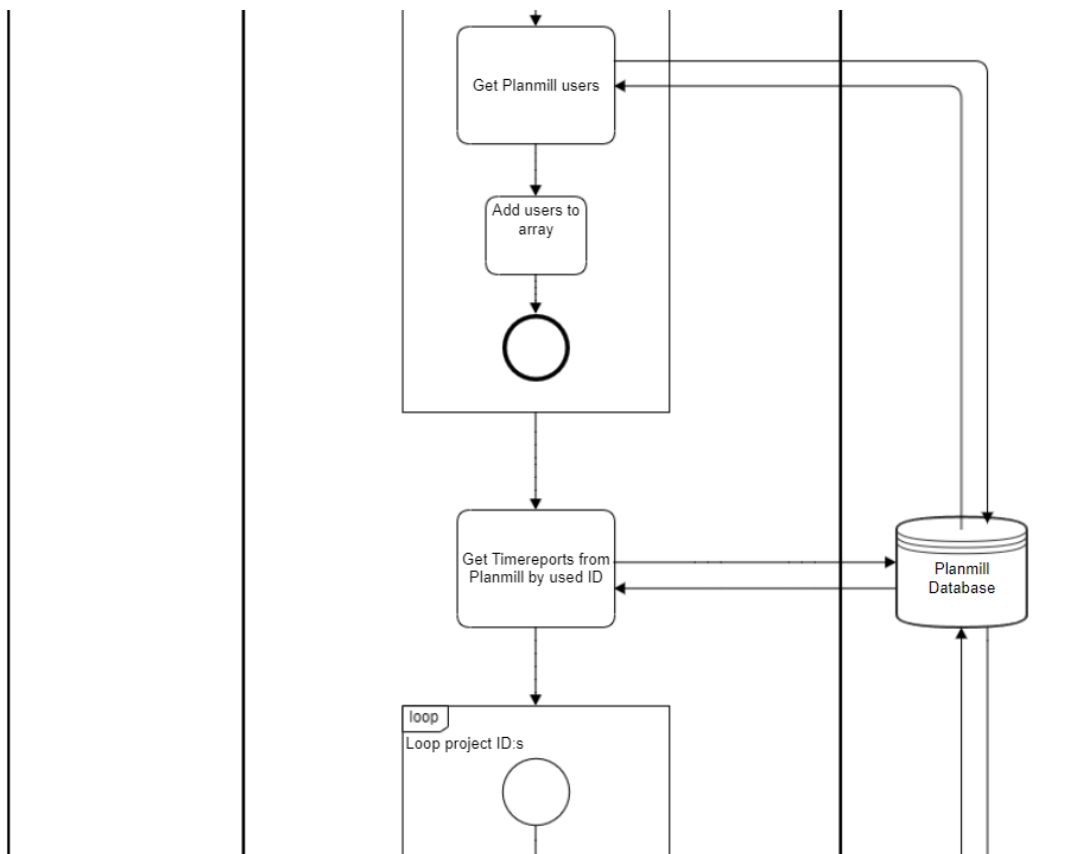 Get Planmill users
Add users to
array
Get Timereports from
Planmill by used ID
Planmill
Database
loop
Loop project ID:s